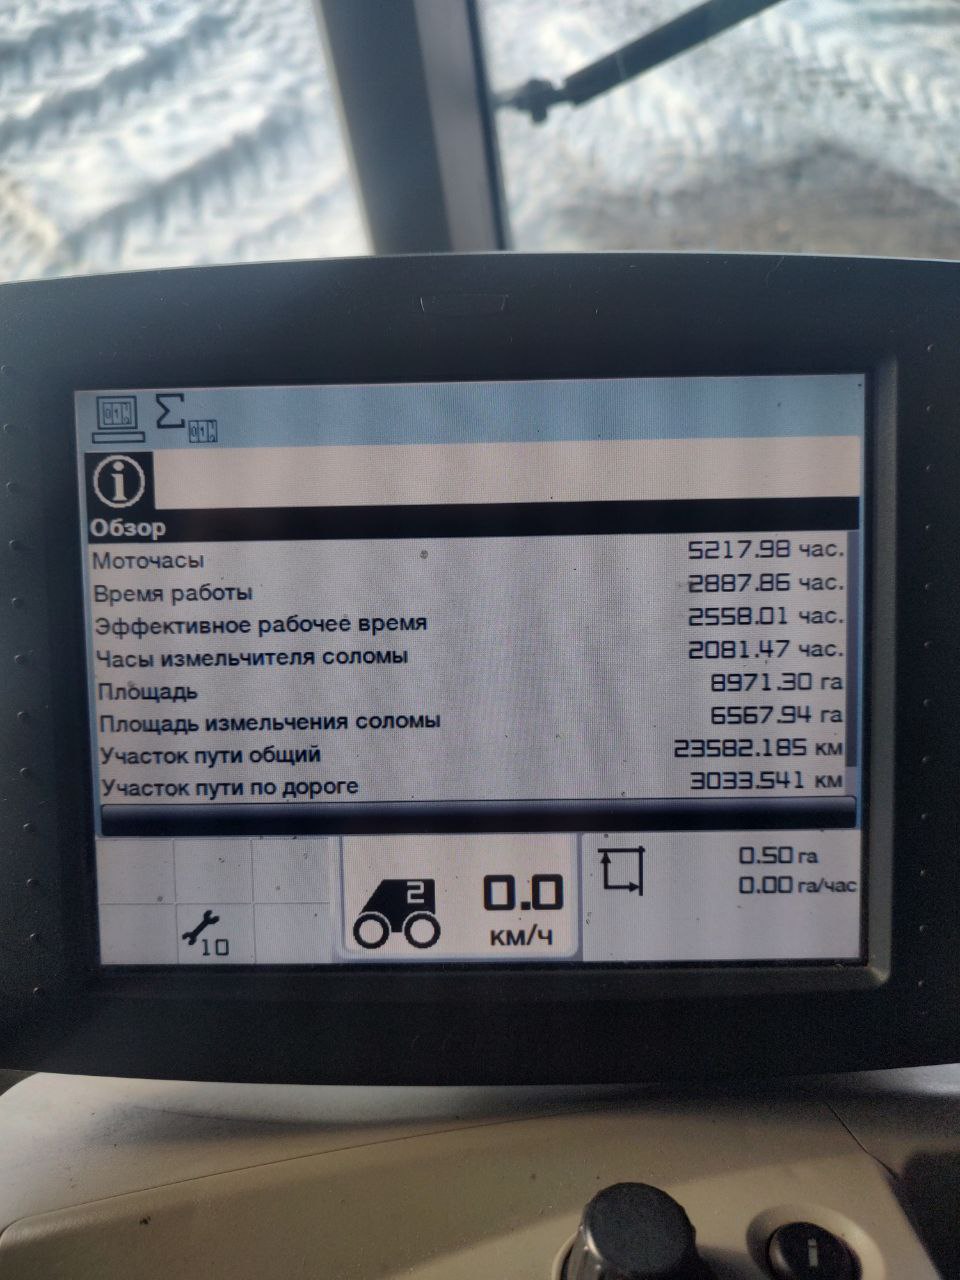 Обзор
Моточасы 5217.98 час.
Время работы 2887.86 час.
Эффективное рабочее время 2558.01 час.
Часы измельчителя соломы 2081.47 час.
Площадь 8971.30 га
Площадь измельчения соломы 6567.94 га
Участок пути общий 23582.185 км
Участок пути по дороге 3033.541 км
2 0.0 км/ч
0.50 га
0.00 га/час
10
i